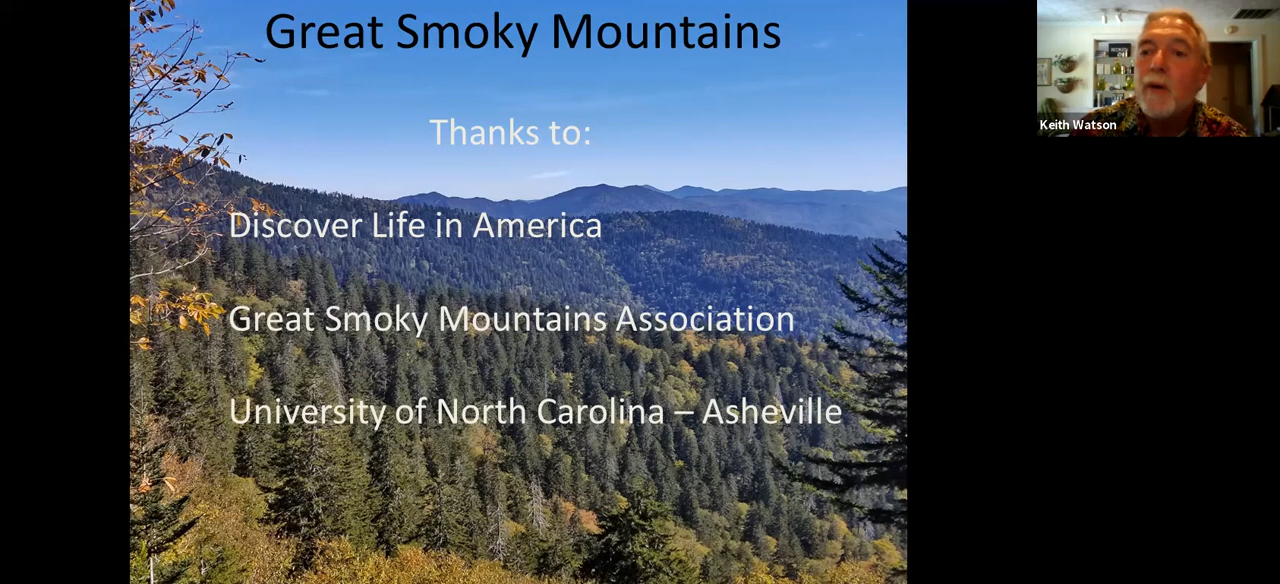 Great Smoky Mountains
Thanks to:
Discover Life in America
Great Smoky Mountains Association
University of North Carolina – Asheville
Keith Watson